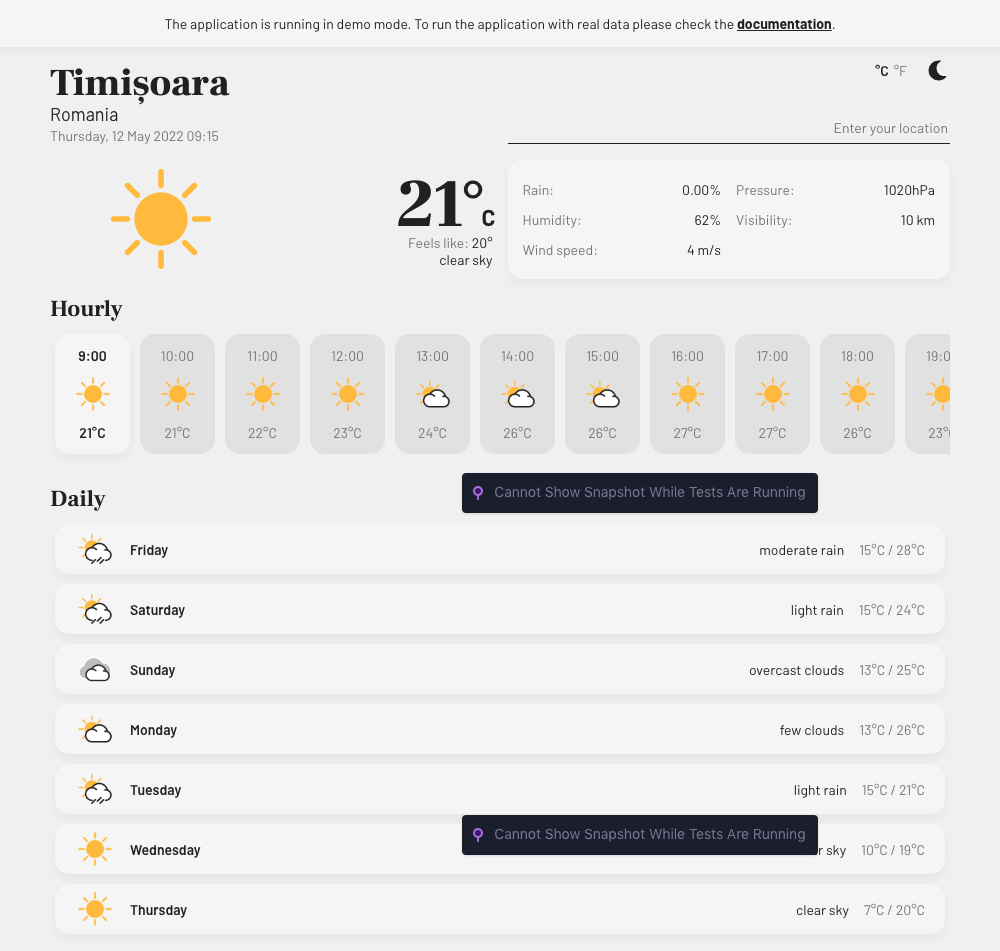 The application is running in demo mode. To run the application with real data please check the documentation.
Timișoara
Romania
Thursday, 12 May 2022 09:15
°C °F
Enter your location
21°C
Feels like: 20°
clear sky
Rain: 0.00% Pressure: 1020hPa
Humidity: 62% Visibility: 10 km
Wind speed: 4 m/s
Hourly
9:00 10:00 11:00 12:00 13:00 14:00 15:00 16:00 17:00 18:00 19:0
21°C 21°C 22°C 23°C 24°C 26°C 26°C 27°C 27°C 26°C 23°
Cannot Show Snapshot While Tests Are Running
Daily
Friday moderate rain 15°C / 28°C
Saturday light rain 15°C / 24°C
Sunday overcast clouds 13°C / 25°C
Monday few clouds 13°C / 26°C
Tuesday light rain 15°C / 21°C
Cannot Show Snapshot While Tests Are Running
Wednesday sky 10°C / 19°C
Thursday clear sky 7°C / 20°C